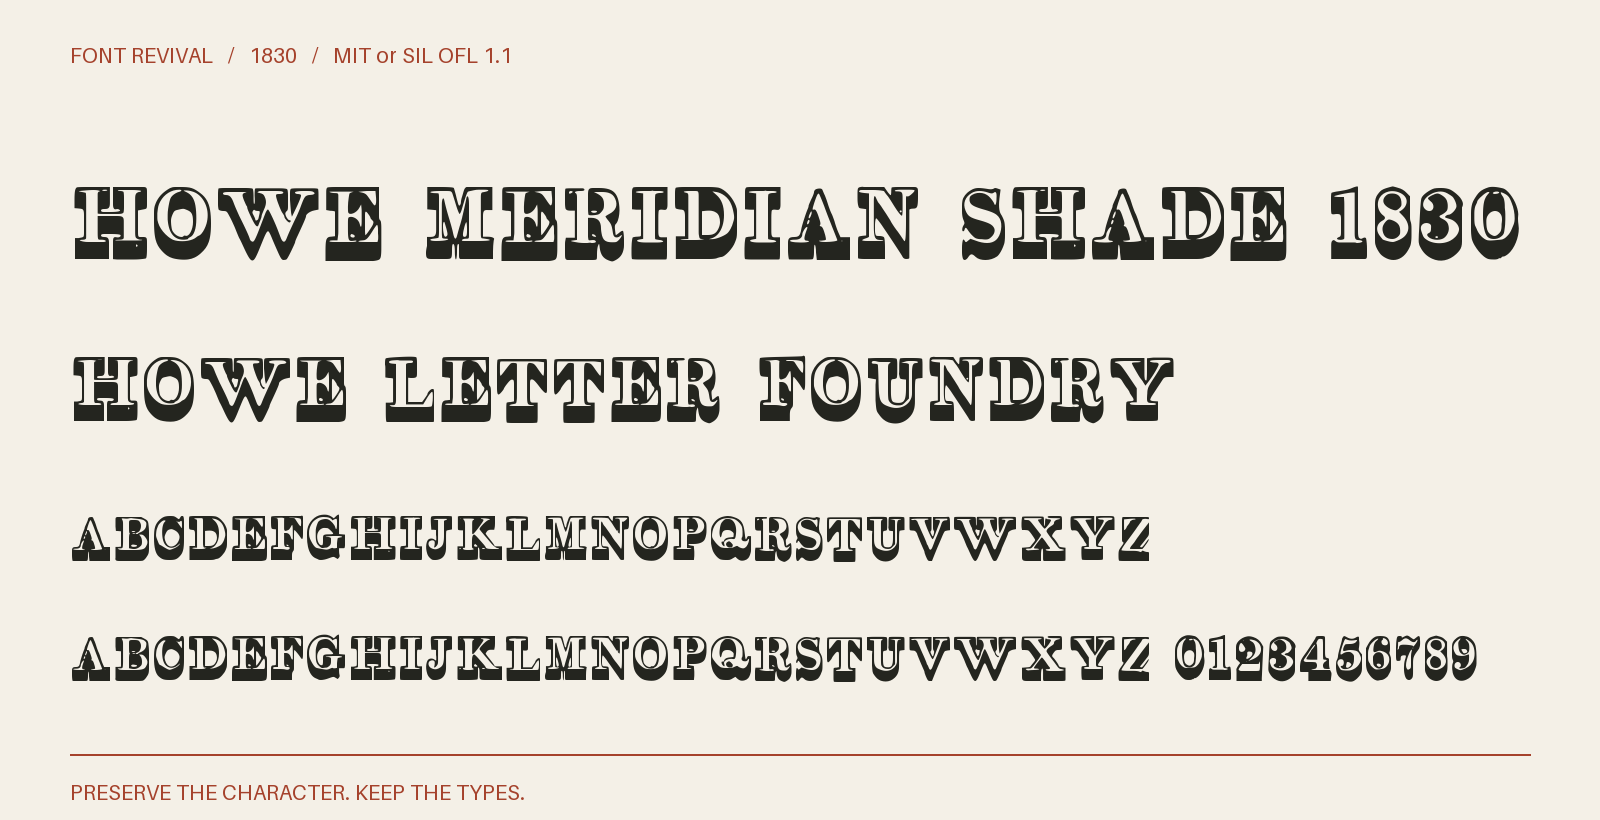 FONT REVIVAL / 1830 / MIT or SIL OFL 1.1
HOWE MERIDIAN SHADE 1830
HOWE LETTER FOUNDRY
ABCDEFGHIJKLMNOPQRSTUVWXYZ
ABCDEFGHIJKLMNOPQRSTUVWXYZ 0123456789
PRESERVE THE CHARACTER. KEEP THE TYPES.